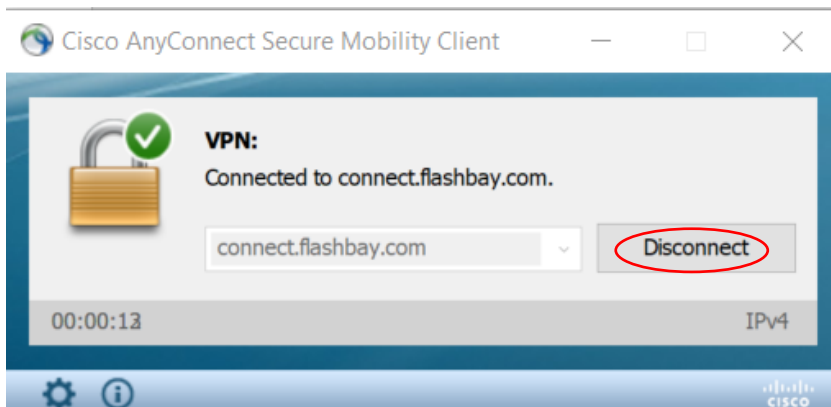 Cisco AnyConnect Secure Mobility Client
VPN:
Connected to connect.flashbay.com.
connect.flashbay.com
Disconnect
IPv4
CISCO